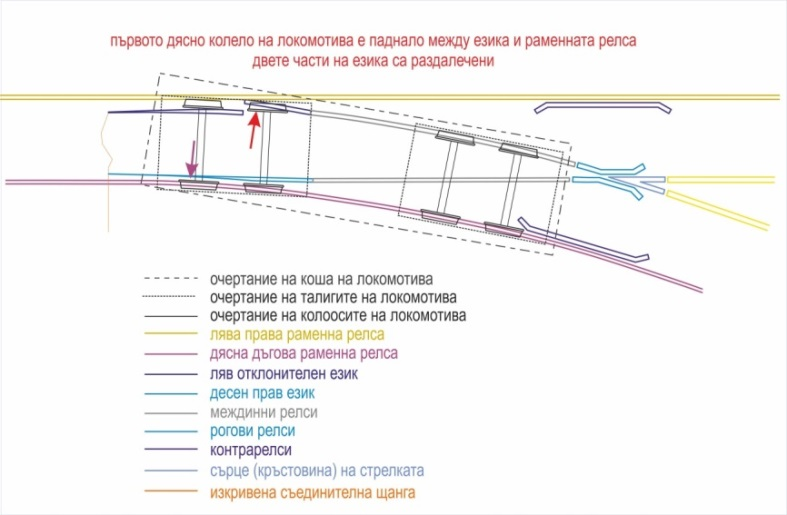 първото дясно колело на локомотива е паднало между езика и раменната релса
двете части на езика са раздалечени
очертание на коша на локомотива
очертание на талигите на локомотива
очертание на колоосите на локомотива
лява права раменна релса
дясна дъгова раменна релса
ляв отклонителен език
десен прав език
междинни релси
рогови релси
контрарелси
сърце (кръстовина) на стрелката
изкривена съединителна щанга